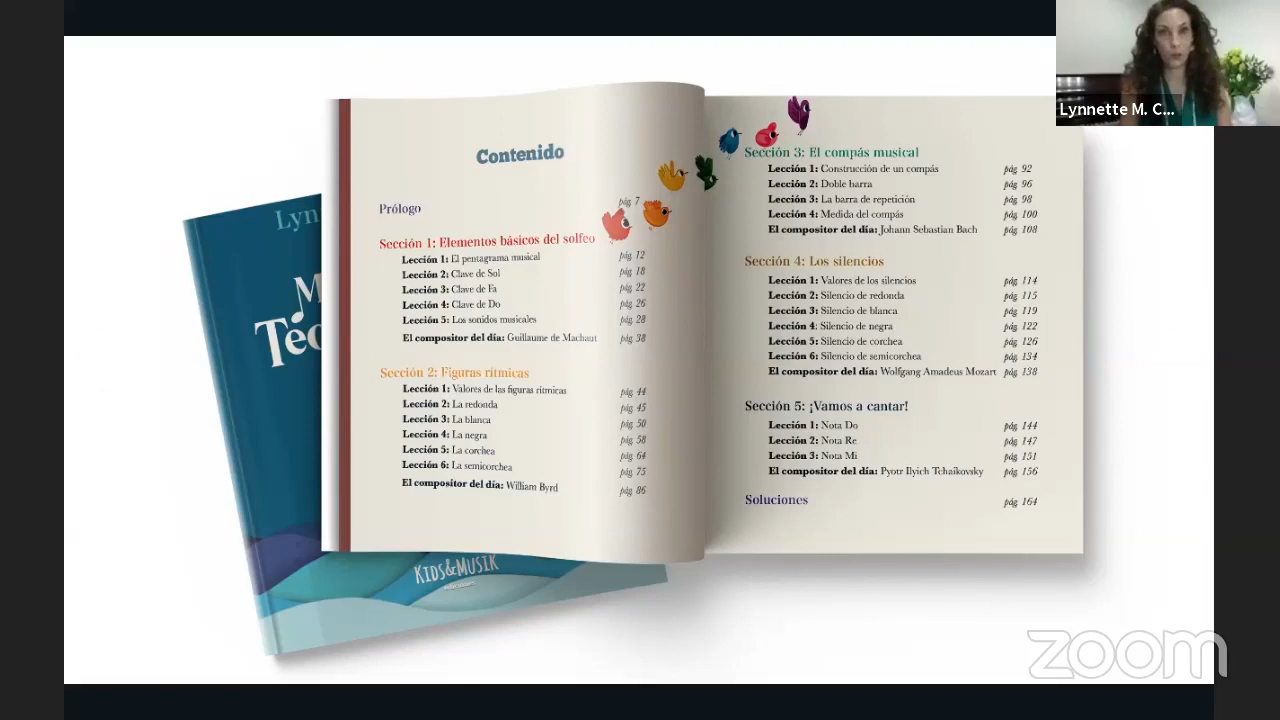 Lynnette M. C...
Contenido
Prólogo pág. 7
Sección 1: Elementos básicos del solfeo
Lección 1: El pentagrama musical pág. 12
Lección 2: Clave de Sol pág. 18
Lección 3: Clave de Fa pág. 22
Lección 4: Clave de Do pág. 26
Lección 5: Los sonidos musicales pág. 28
El compositor del día: Guillaume de Machaut pág. 38
Sección 2: Figuras rítmicas
Lección 1: Valores de las figuras rítmicas pág. 44
Lección 2: La redonda pág. 45
Lección 3: La blanca pág. 50
Lección 4: La negra pág. 58
Lección 5: La corchea pág. 64
Lección 6: La semicorchea pág. 75
El compositor del día: William Byrd pág. 86
Sección 3: El compás musical
Lección 1: Construcción de un compás pág. 92
Lección 2: Doble barra pág. 96
Lección 3: La barra de repetición pág. 98
Lección 4: Medida del compás pág. 100
El compositor del día: Johann Sebastian Bach pág. 108
Sección 4: Los silencios
Lección 1: Valores de los silencios pág. 114
Lección 2: Silencio de redonda pág. 115
Lección 3: Silencio de blanca pág. 119
Lección 4: Silencio de negra pág. 122
Lección 5: Silencio de corchea pág. 126
Lección 6: Silencio de semicorchea pág. 134
El compositor del día: Wolfgang Amadeus Mozart pág. 138
Sección 5: ¡Vamos a cantar!
Lección 1: Nota Do pág. 144
Lección 2: Nota Re pág. 147
Lección 3: Nota Mi pág. 151
El compositor del día: Pyotr Ilyich Tchaikovsky pág. 156
Soluciones pág. 164
Lyn
M
Teo
KIDS&MUSIK
zoom